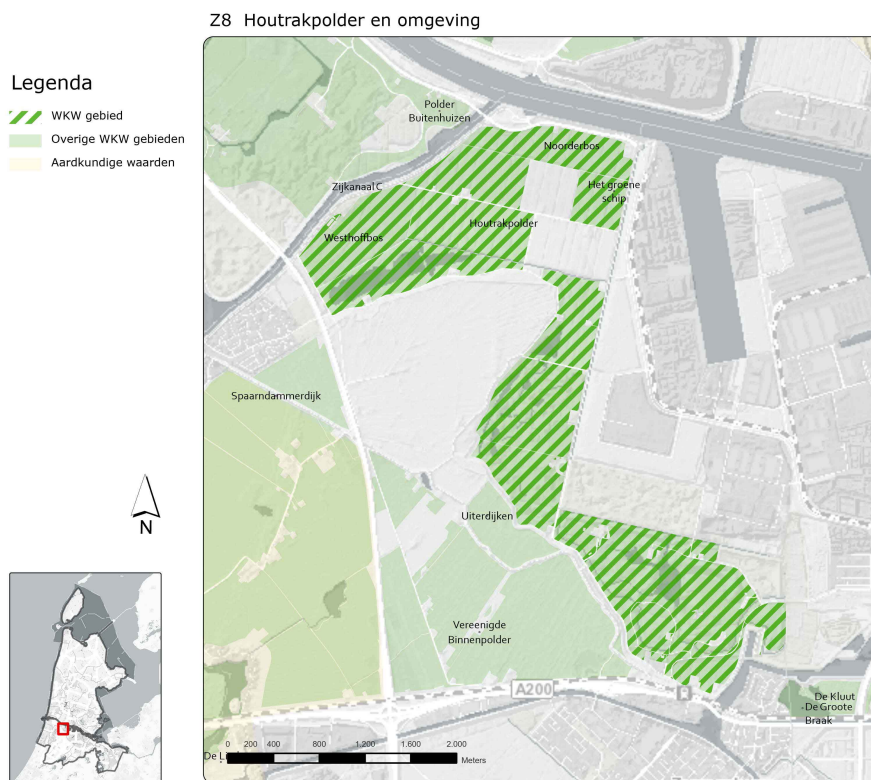 Z8 Houtrakpolder en omgeving
Legenda
WKW gebied
Overige WKW gebieden
Aardkundige waarden
Polder
Buitenhuizen
Noorderbos
Zijkanaal C
Het groene
schip
Houtrakpolder
Westhoffbos
Spaarndammerdijk
Uiterdijken
Vereenigde
Binnenpolder
A200
De Kluut
-De Groote
Braak
N
De Li
0 200 400 800 1.200 1.600 2.000
Meters